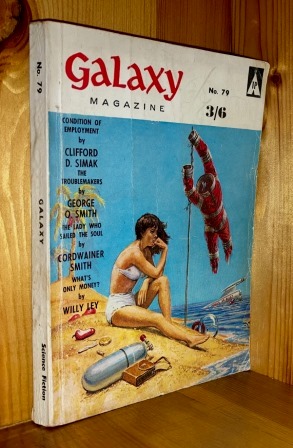 No. 79
GALAXY
Science Fiction
Galaxy
MAGAZINE
No. 79
3/6
CONDITION OF
EMPLOYMENT
by
CLIFFORD
D. SIMAK
THE
TROUBLEMAKERS
by
GEORGE
O. SMITH
THE LADY WHO
SAILED THE SOUL
by
CORDWAINER
SMITH
WHAT'S
ONLY MONEY?
by
WILLY LEY